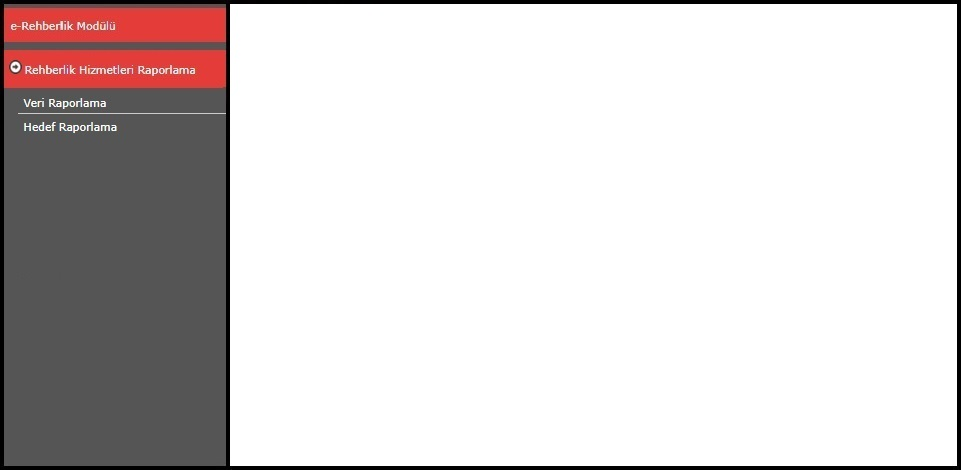 e-Rehberlik Modülü
Rehberlik Hizmetleri Raporlama
Veri Raporlama
Hedef Raporlama